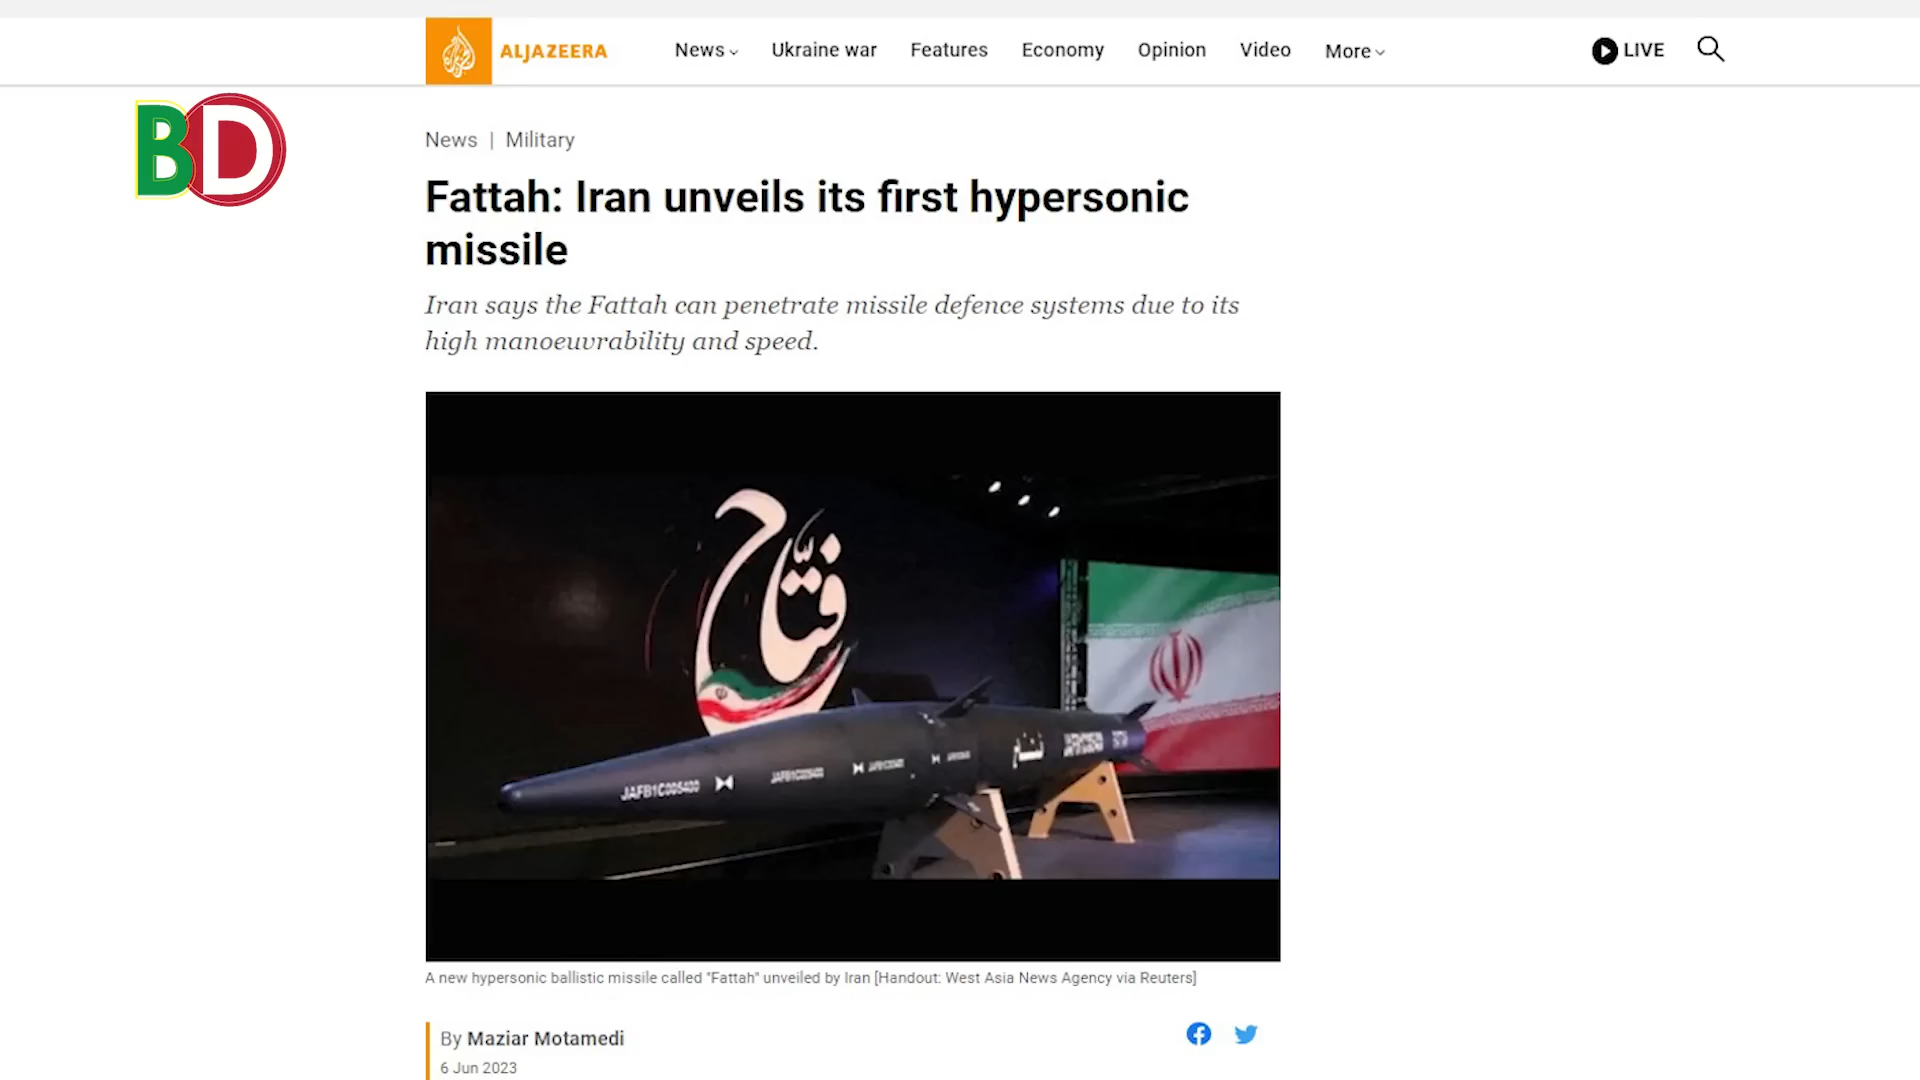 ALJAZEERA
News
Ukraine war
Features
Economy
Opinion
Video
More
LIVE
BD
News | Military
Fattah: Iran unveils its first hypersonic
missile
Iran says the Fattah can penetrate missile defence systems due to its
high manoeuvrability and speed.
فتّاح
JAFB1C005400
A new hypersonic ballistic missile called "Fattah" unveiled by Iran [Handout: West Asia News Agency via Reuters]
By Maziar Motamedi
6 Jun 2023